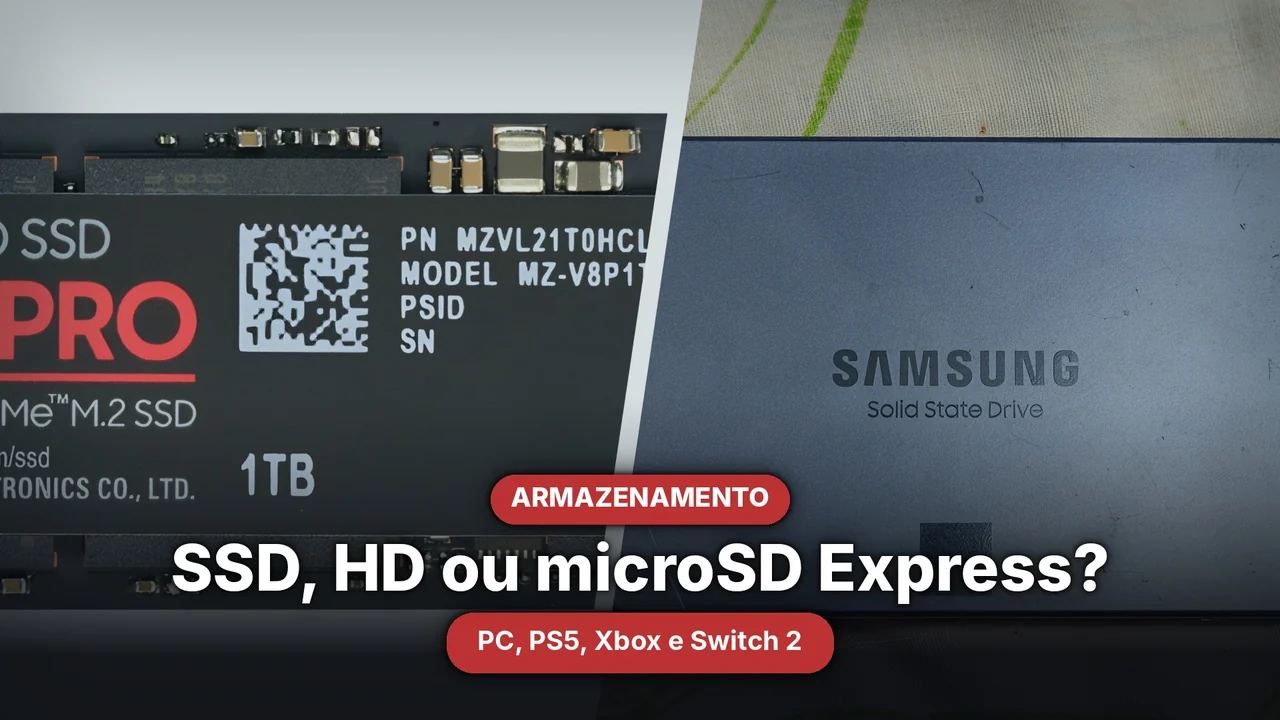 SSD
PRO
Me™ M.2 SSD
/ssd
TRONICS CO., LTD.
PN MZVL21T0HCL
MODEL MZ-V8P1T
PSID
SN
1TB
SAMSUNG
Solid State Drive
ARMAZENAMENTO
SSD, HD ou microSD Express?
PC, PS5, Xbox e Switch 2